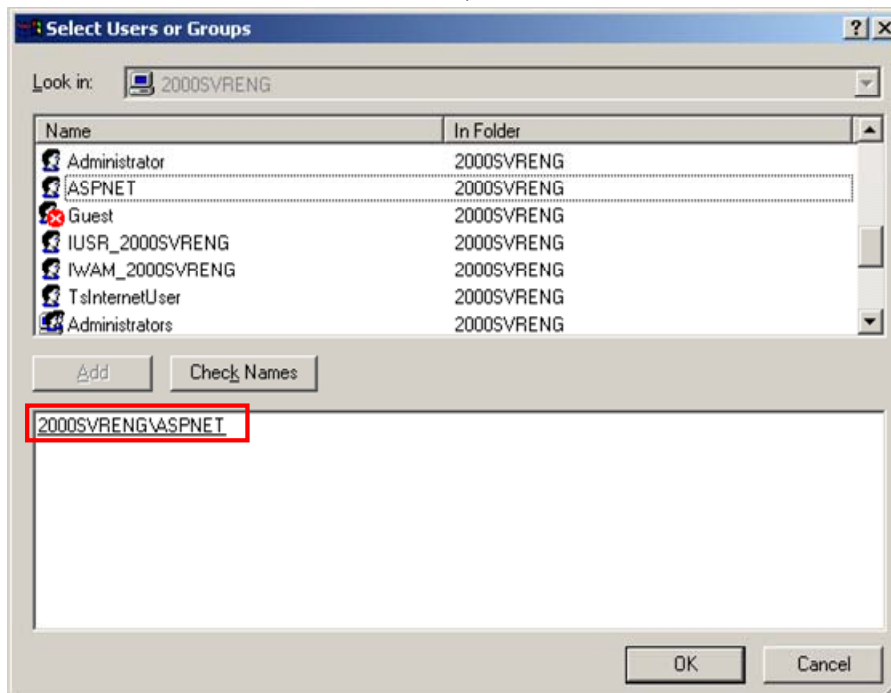 Select Users or Groups
Look in: 2000SVRENG
Name In Folder
Administrator 2000SVRENG
ASPNET 2000SVRENG
Guest 2000SVRENG
IUSR_2000SVRENG 2000SVRENG
IWAM_2000SVRENG 2000SVRENG
TsInternetUser 2000SVRENG
Administrators 2000SVRENG
Add Check Names
2000SVRENG\ASPNET
OK Cancel